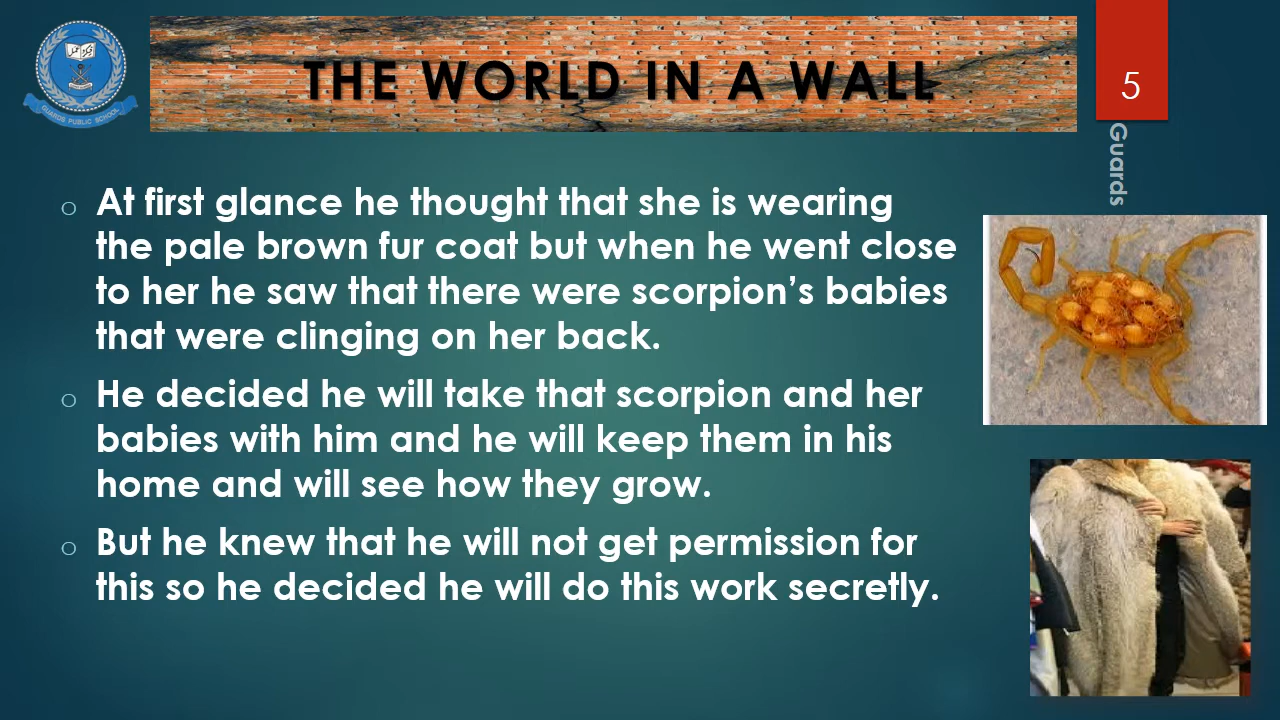 GUARDS PUBLIC SCHOOL
THE WORLD IN A WALL
5
Guards
o At first glance he thought that she is wearing
the pale brown fur coat but when he went close
to her he saw that there were scorpion’s babies
that were clinging on her back.
o He decided he will take that scorpion and her
babies with him and he will keep them in his
home and will see how they grow.
o But he knew that he will not get permission for
this so he decided he will do this work secretly.